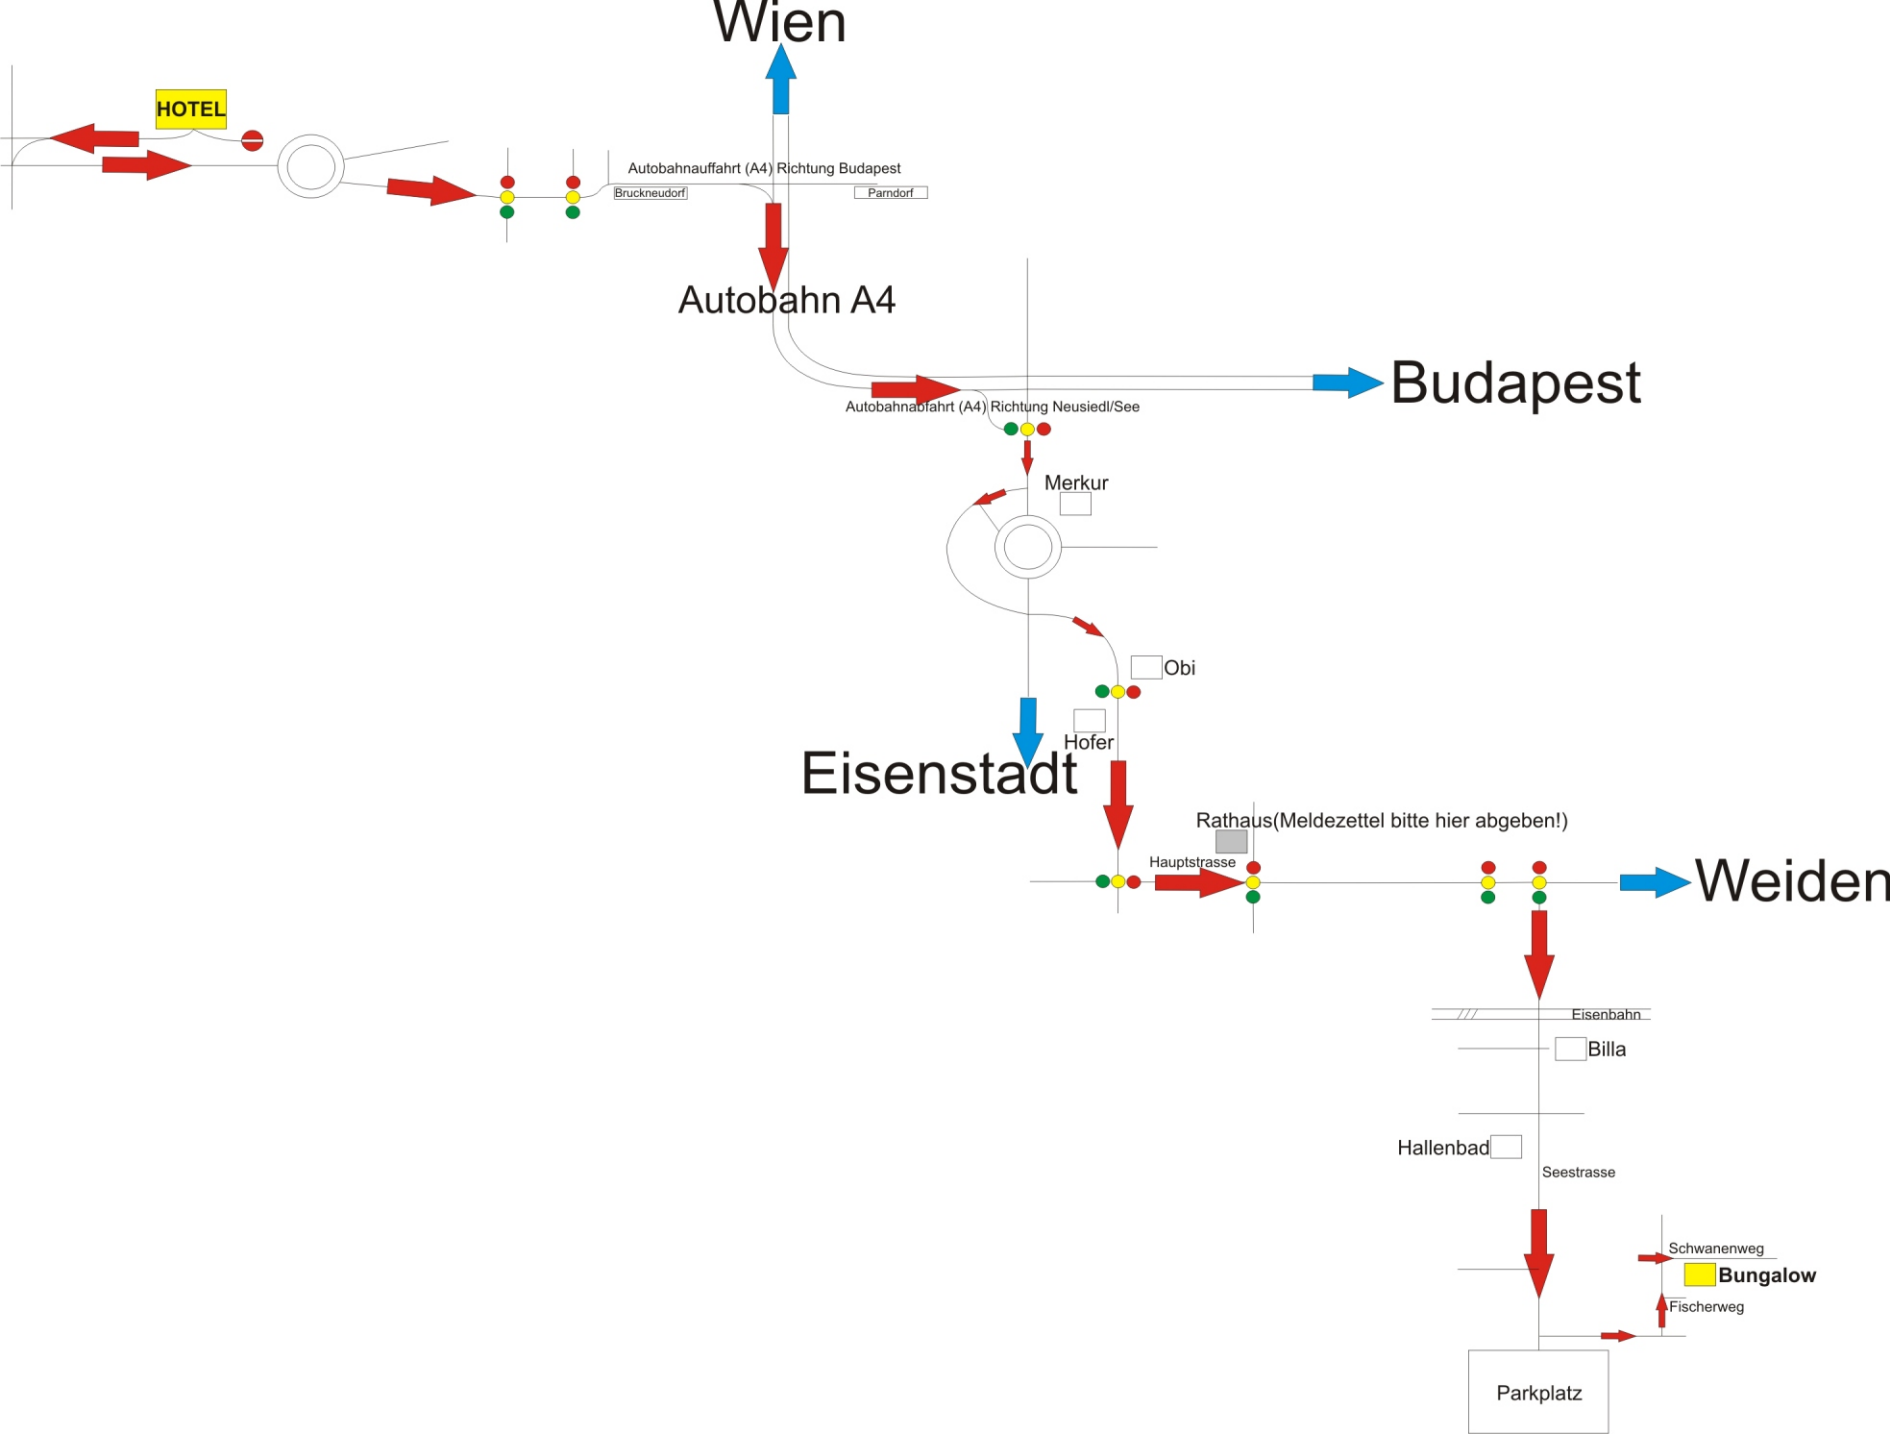 Wien
HOTEL
Autobahnauffahrt (A4) Richtung Budapest
Bruckneudorf
Parndorf
Autobahn A4
Budapest
Autobahnabfahrt (A4) Richtung Neusiedl/See
Merkur
Obi
Hofer
Eisenstadt
Rathaus(Meldezettel bitte hier abgeben!)
Hauptstrasse
Weiden
Eisenbahn
Billa
Hallenbad
Seestrasse
Schwanenweg
Bungalow
Fischerweg
Parkplatz